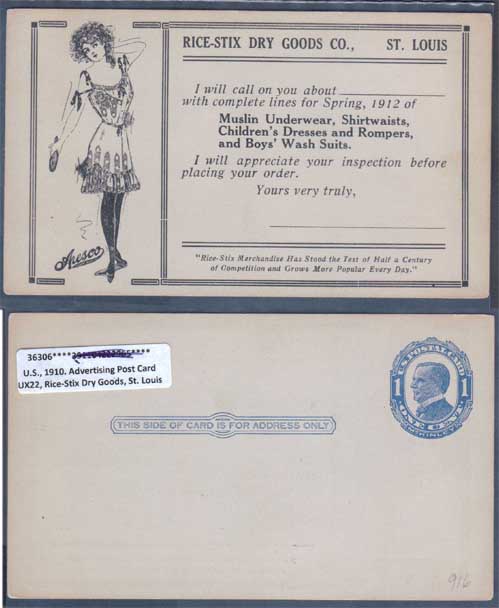 RICE-STIX DRY GOODS CO., ST. LOUIS
I will call on you about
with complete lines for Spring, 1912 of
Muslin Underwear, Shirtwaists,
Children's Dresses and Rompers,
and Boys' Wash Suits.
I will appreciate your inspection before
placing your order.
Yours very truly,
"Rice-Stix Merchandise Has Stood the Test of Half a Century
of Competition and Grows More Popular Every Day."
Aresco
36306****
U.S., 1910. Advertising Post Card
UX22, Rice-Stix Dry Goods, St. Louis
U.S. POSTAL CARD
1 1
ONE CENT
McKINLEY
THIS SIDE OF CARD IS FOR ADDRESS ONLY
916